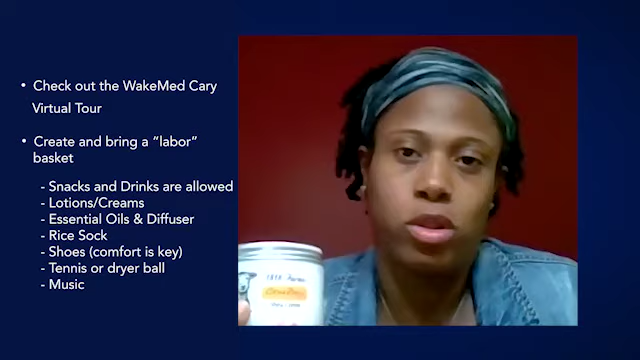 • Check out the WakeMed Cary
Virtual Tour
• Create and bring a “labor”
basket
- Snacks and Drinks are allowed
- Lotions/Creams
- Essential Oils & Diffuser
- Rice Sock
- Shoes (comfort is key)
- Tennis or dryer ball
- Music